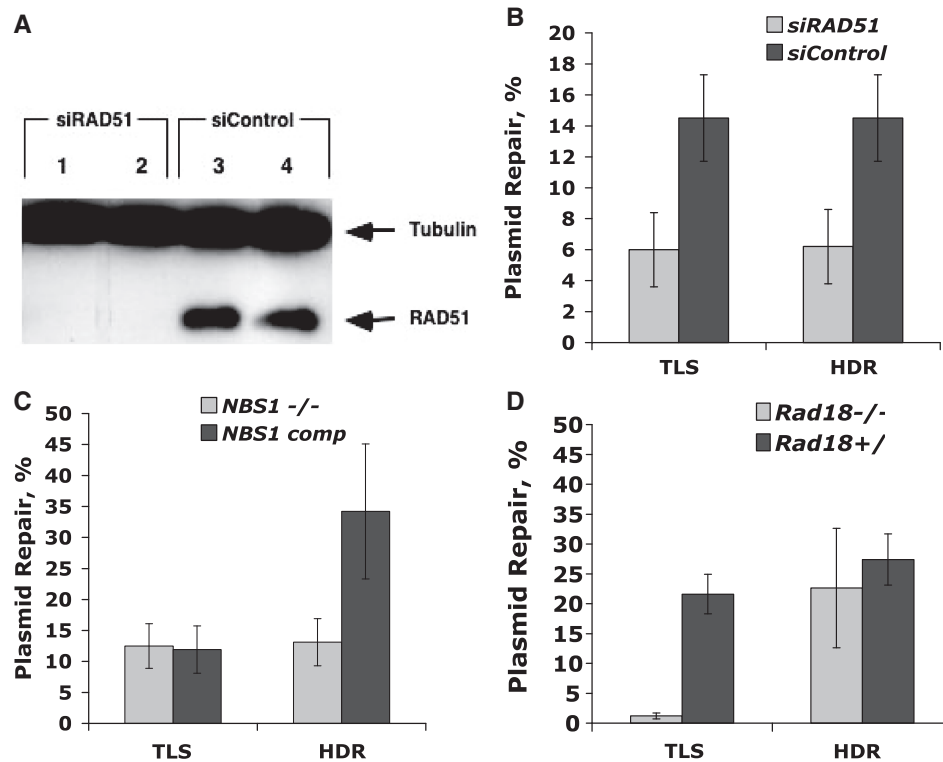 A
siRAD51 siControl
1 2 3 4
Tubulin
RAD51
B
siRAD51
siControl
Plasmid Repair, %
20
18
16
14
12
10
8
6
4
2
0
TLS HDR
C
NBS1 -/-
NBS1 comp
Plasmid Repair, %
50
45
40
35
30
25
20
15
10
5
0
TLS HDR
D
Rad18-/-
Rad18+/
Plasmid Repair, %
50
45
40
35
30
25
20
15
10
5
0
TLS HDR